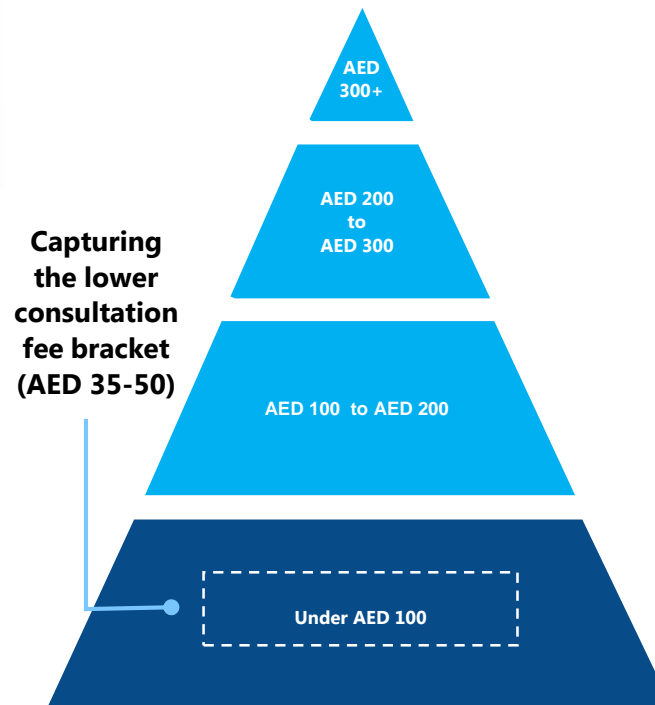 AED
300+
AED 200
to
AED 300
Capturing
the lower
consultation
fee bracket
(AED 35-50)
AED 100 to AED 200
Under AED 100